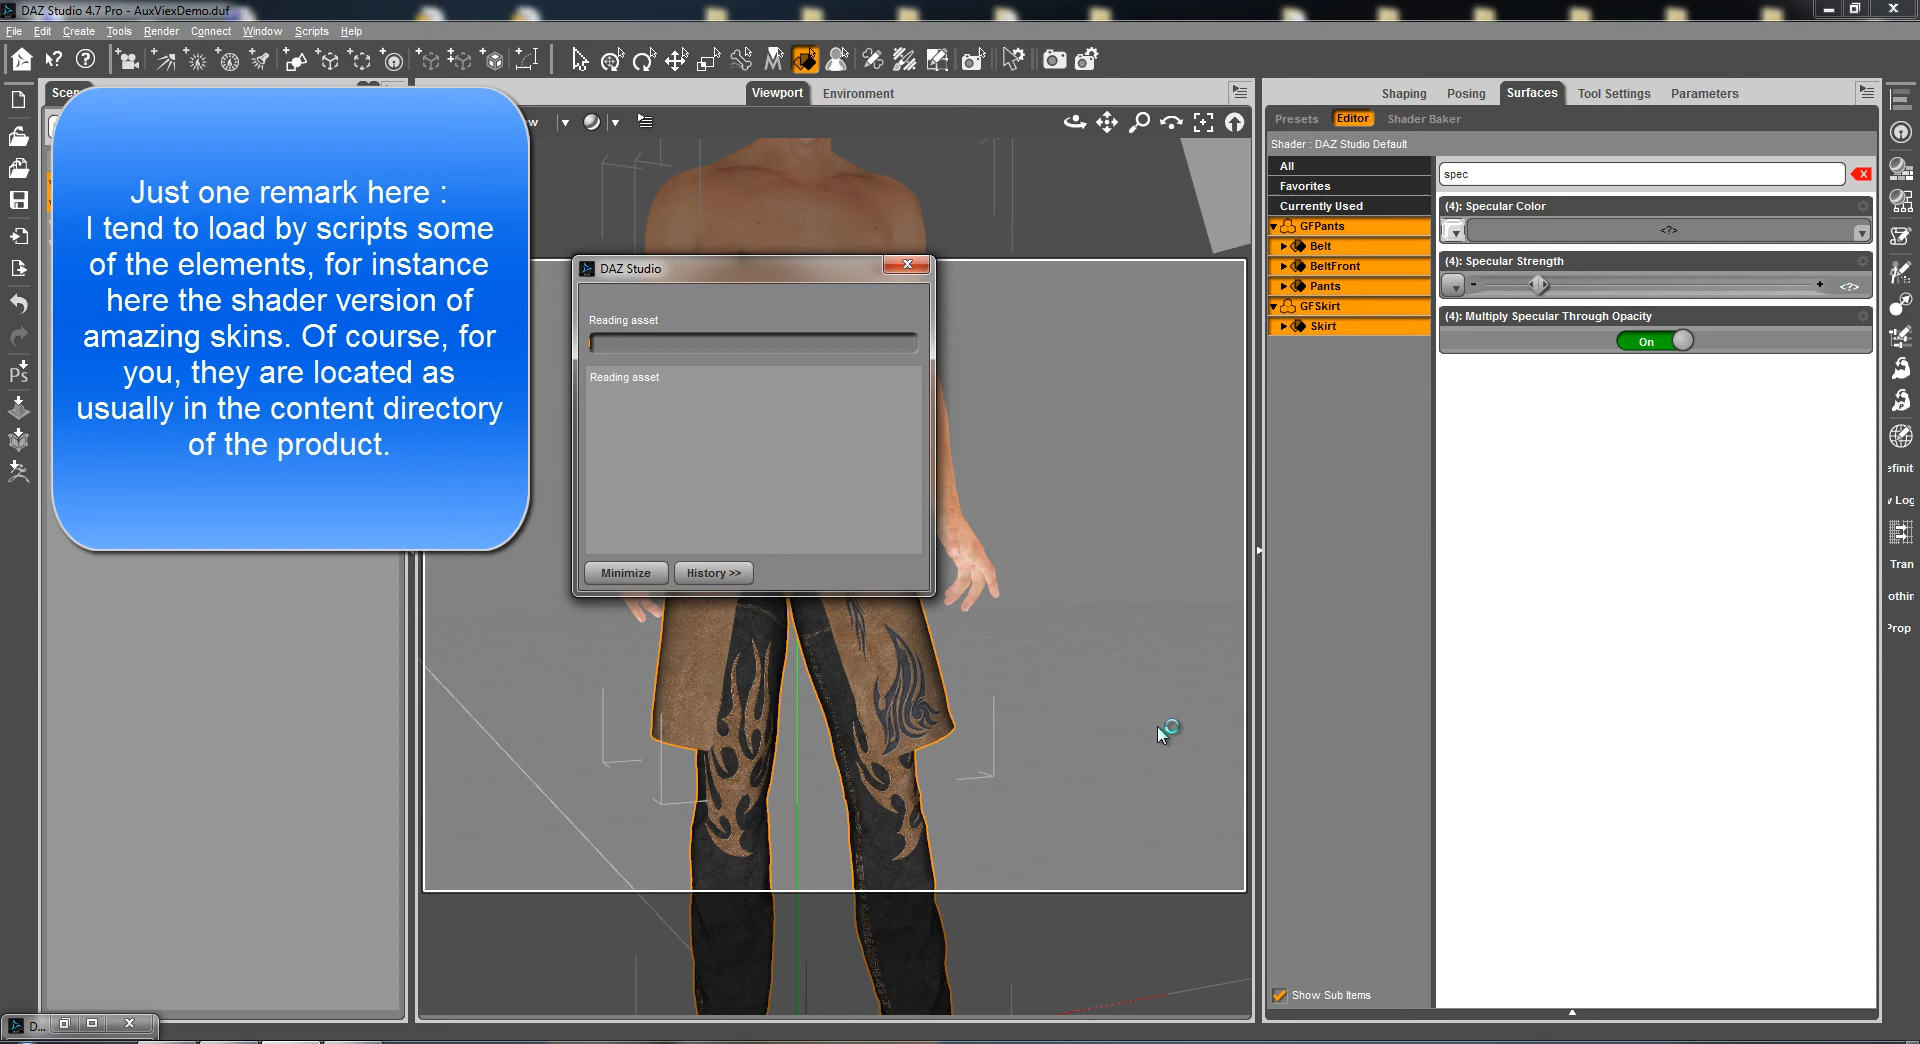 DAZ Studio 4.7 Pro - AuxViexDemo.duf
File Edit Create Tools Render Connect Window Scripts Help
Viewport Environment
Shaping Posing Surfaces Tool Settings Parameters
Presets Editor Shader Baker
Shader : DAZ Studio Default
All
Favorites
Currently Used
GFPants
Belt
BeltFront
Pants
GFSkirt
Skirt
spec
(4): Specular Color
<?>
(4): Specular Strength
- + <?>
(4): Multiply Specular Through Opacity
On
Just one remark here :
I tend to load by scripts some
of the elements, for instance
here the shader version of
amazing skins. Of course, for
you, they are located as
usually in the content directory
of the product.
DAZ Studio
Reading asset
Reading asset
Minimize History >>
Show Sub Items
D...
Ps